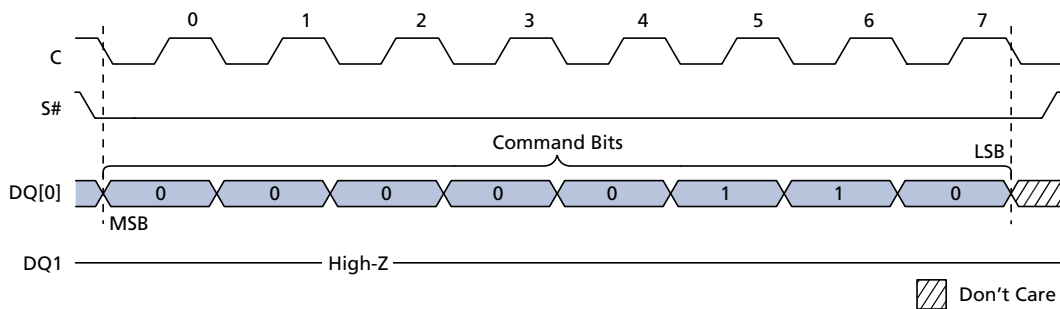 0 1 2 3 4 5 6 7
C
S#
Command Bits
LSB
DQ[0] 0 0 0 0 0 1 1 0
MSB
DQ1 High-Z
Don't Care